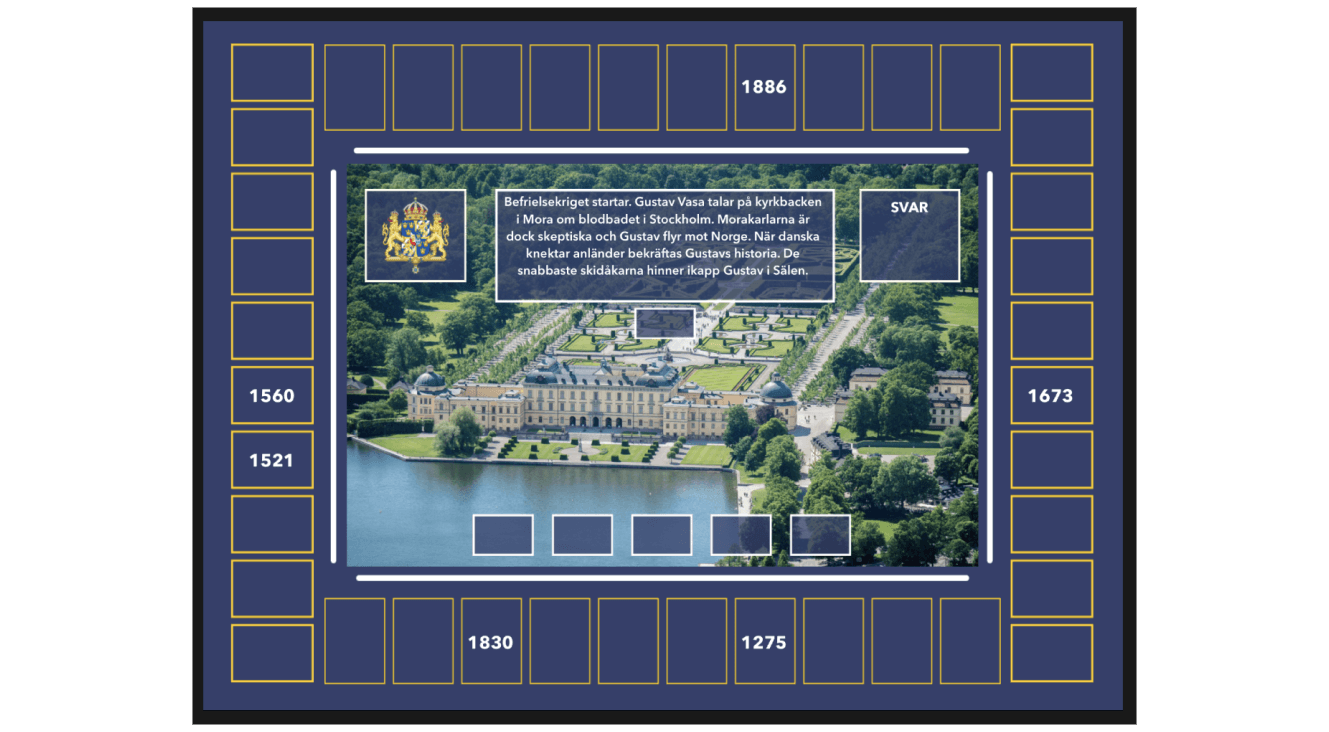 1886
Befrielsekriget startar. Gustav Vasa talar på kyrkbacken
i Mora om blodbadet i Stockholm. Morakarlarna är
dock skeptiska och Gustav flyr mot Norge. När danska
knektar anländer bekräftas Gustavs historia. De
snabbaste skidåkarna hinner ikapp Gustav i Sälen.
SVAR
1560
1673
1521
1830
1275